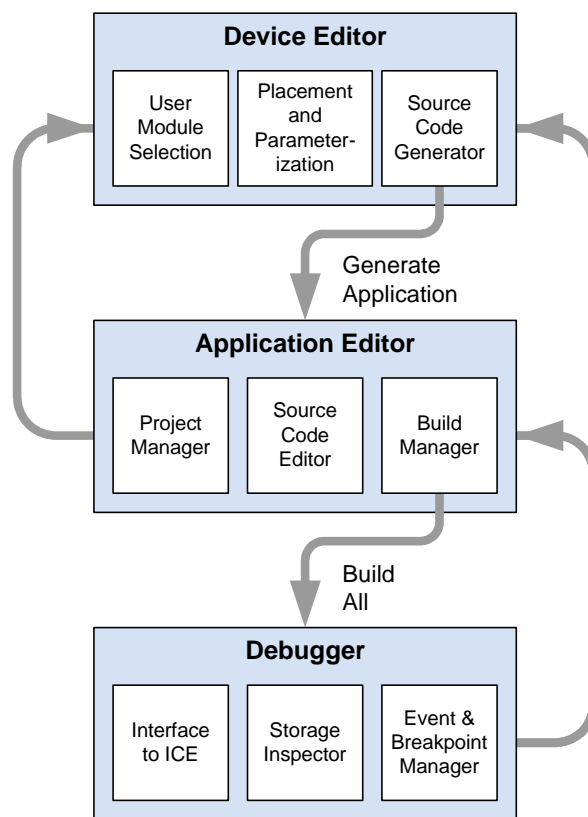 Device Editor
User
Module
Selection
Placement
and
Parameter-
ization
Source
Code
Generator
Generate
Application
Application Editor
Project
Manager
Source
Code
Editor
Build
Manager
Build
All
Debugger
Interface
to ICE
Storage
Inspector
Event &
Breakpoint
Manager